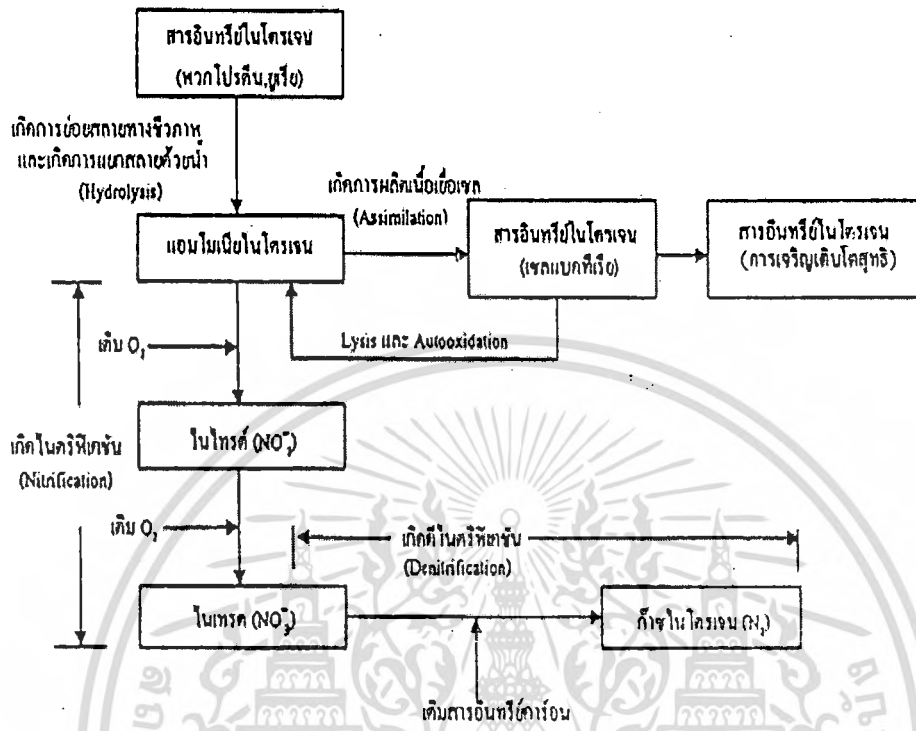 สารอินทรีย์ไนโตรเจน
(พวกโปรตีน,ยูเรีย)
เกิดการย่อยสลายทางชีวภาพ
และเกิดการแยกสลายด้วยน้ำ
(Hydrolysis)
เกิดการผลิตเนื้อเยื่อเซล
(Assimilation)
แอมโมเนียไนโตรเจน
สารอินทรีย์ไนโตรเจน
(เซลแบคทีเรีย)
สารอินทรีย์ไนโตรเจน
(การเจริญเติบโตสุทธิ)
Lysis และ Autooxidation
เติม O₂
เกิดไนตริฟิเคชัน
(Nitrification)
ไนไทรต์ (NO₂⁻)
เติม O₂
เกิดดีไนตริฟิเคชัน
(Denitrification)
ไนเทรต (NO₃⁻)
ก๊าซไนโตรเจน (N₂)
เติมสารอินทรีย์คาร์บอน